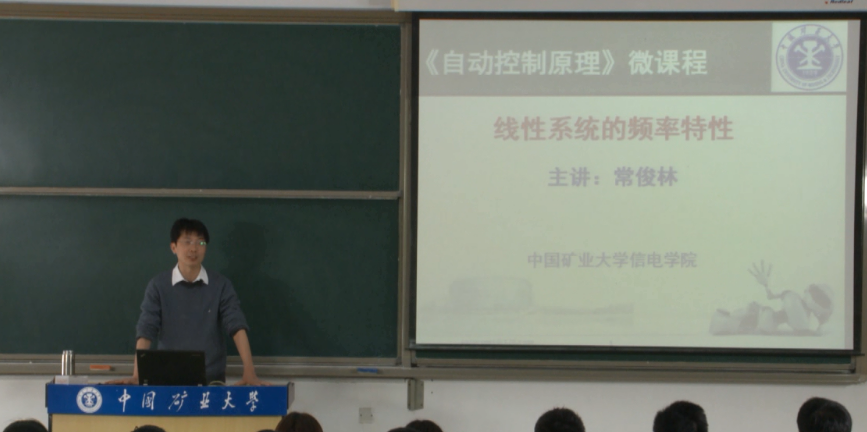 《自动控制原理》微课程
线性系统的频率特性
主讲：常俊林
中国矿业大学信电学院
中国矿业大学